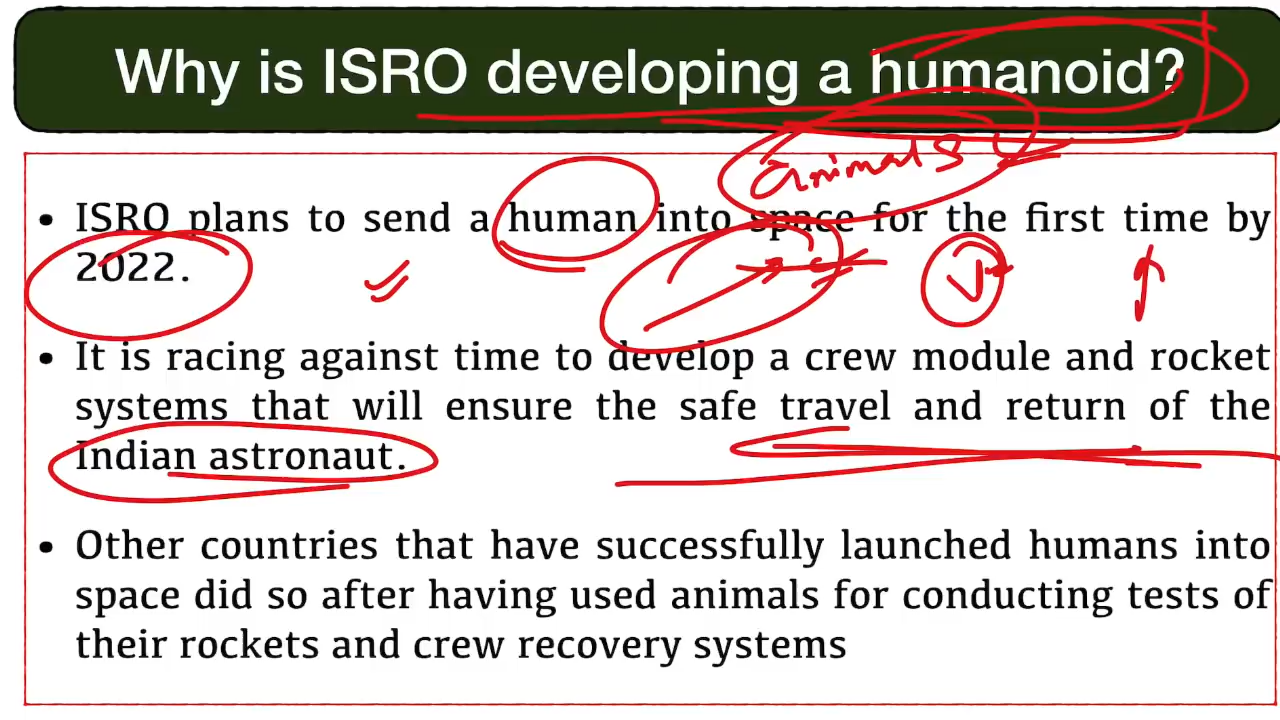 Why is ISRO developing a humanoid?
animals
• ISRO plans to send a human into space for the first time by
2022.
• It is racing against time to develop a crew module and rocket
systems that will ensure the safe travel and return of the
Indian astronaut.
• Other countries that have successfully launched humans into
space did so after having used animals for conducting tests of
their rockets and crew recovery systems